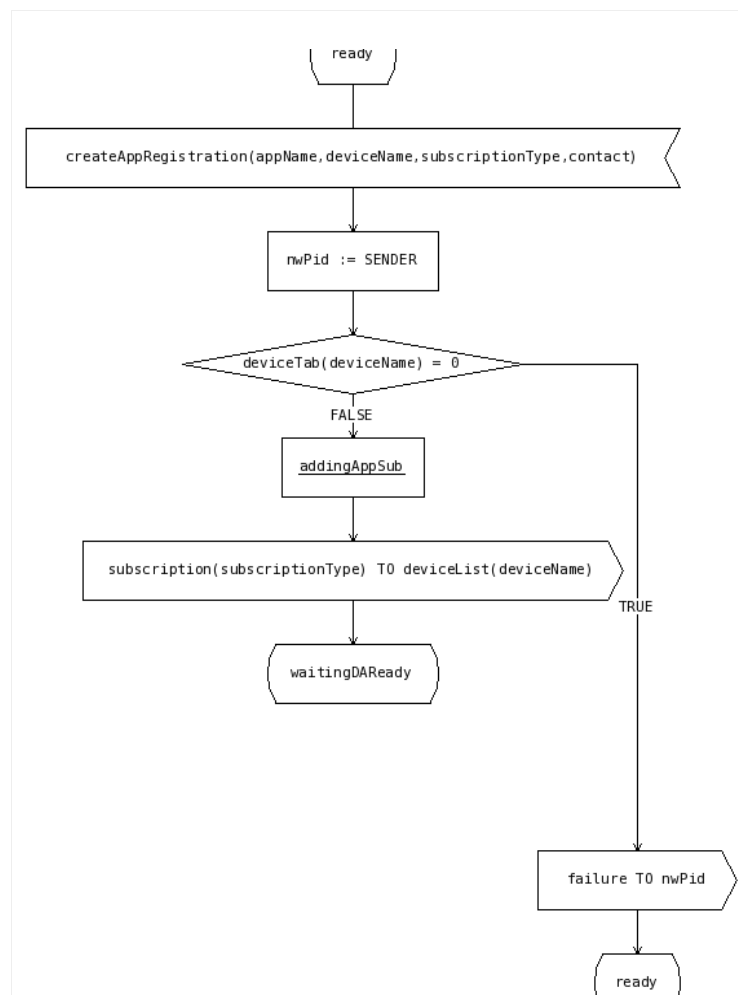 ready
createAppRegistration(appName,deviceName,subscriptionType,contact)
nwPid := SENDER
deviceTab(deviceName) = 0
FALSE
addingAppSub
subscription(subscriptionType) TO deviceList(deviceName)
TRUE
waitingDAReady
failure TO nwPid
ready